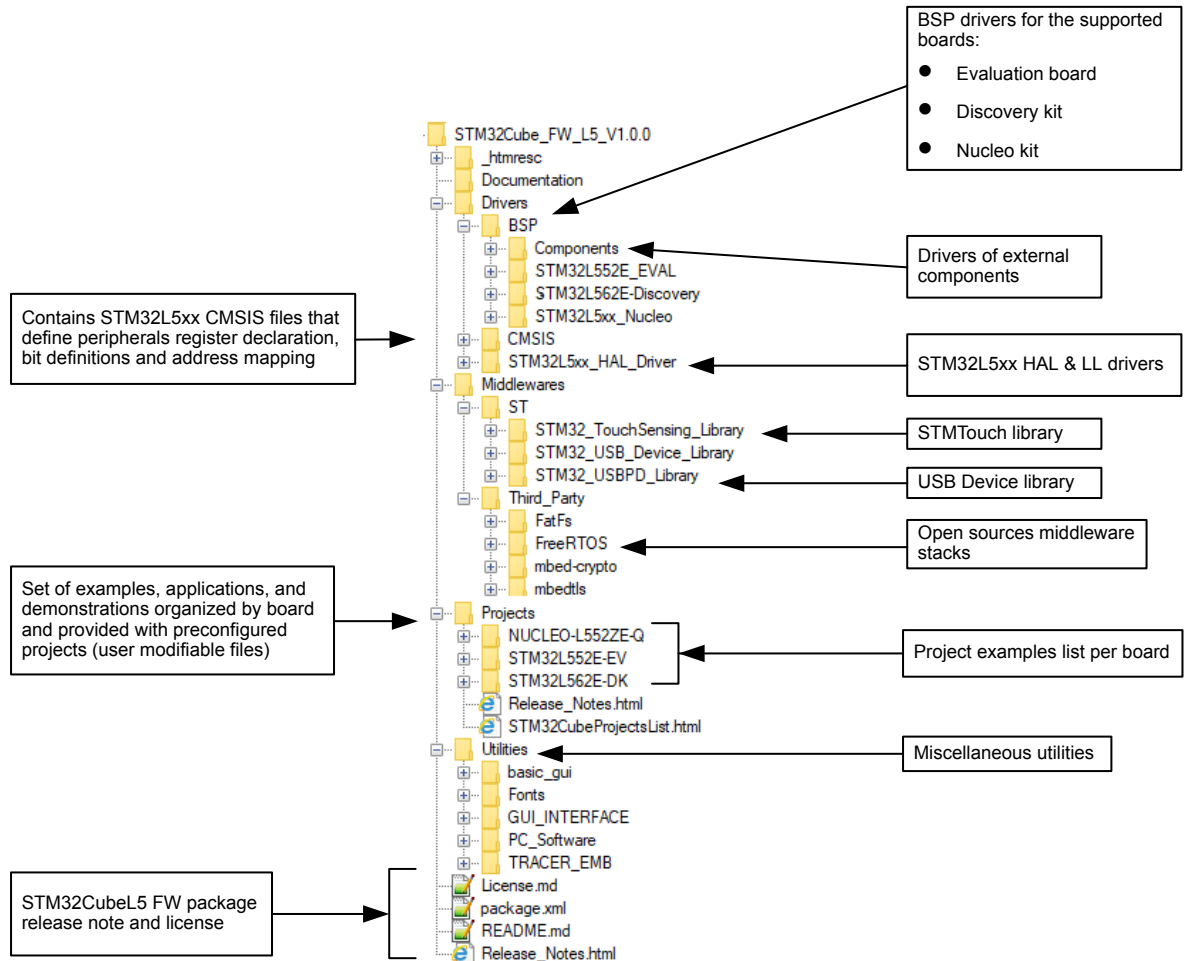 BSP drivers for the supported
boards:
● Evaluation board
● Discovery kit
● Nucleo kit
STM32Cube_FW_L5_V1.0.0
_htmresc
Documentation
Drivers
BSP
Components
STM32L552E_EVAL
STM32L562E-Discovery
STM32L5xx_Nucleo
CMSIS
STM32L5xx_HAL_Driver
Middlewares
ST
STM32_TouchSensing_Library
STM32_USB_Device_Library
STM32_USBPD_Library
Third_Party
FatFs
FreeRTOS
mbed-crypto
mbedtls
Projects
NUCLEO-L552ZE-Q
STM32L552E-EV
STM32L562E-DK
Release_Notes.html
STM32CubeProjectsList.html
Utilities
basic_gui
Fonts
GUI_INTERFACE
PC_Software
TRACER_EMB
License.md
package.xml
README.md
Release_Notes.html
Drivers of external
components
Contains STM32L5xx CMSIS files that
define peripherals register declaration,
bit definitions and address mapping
STM32L5xx HAL & LL drivers
STMTouch library
USB Device library
Open sources middleware
stacks
Set of examples, applications, and
demonstrations organized by board
and provided with preconfigured
projects (user modifiable files)
Project examples list per board
Miscellaneous utilities
STM32CubeL5 FW package
release note and license